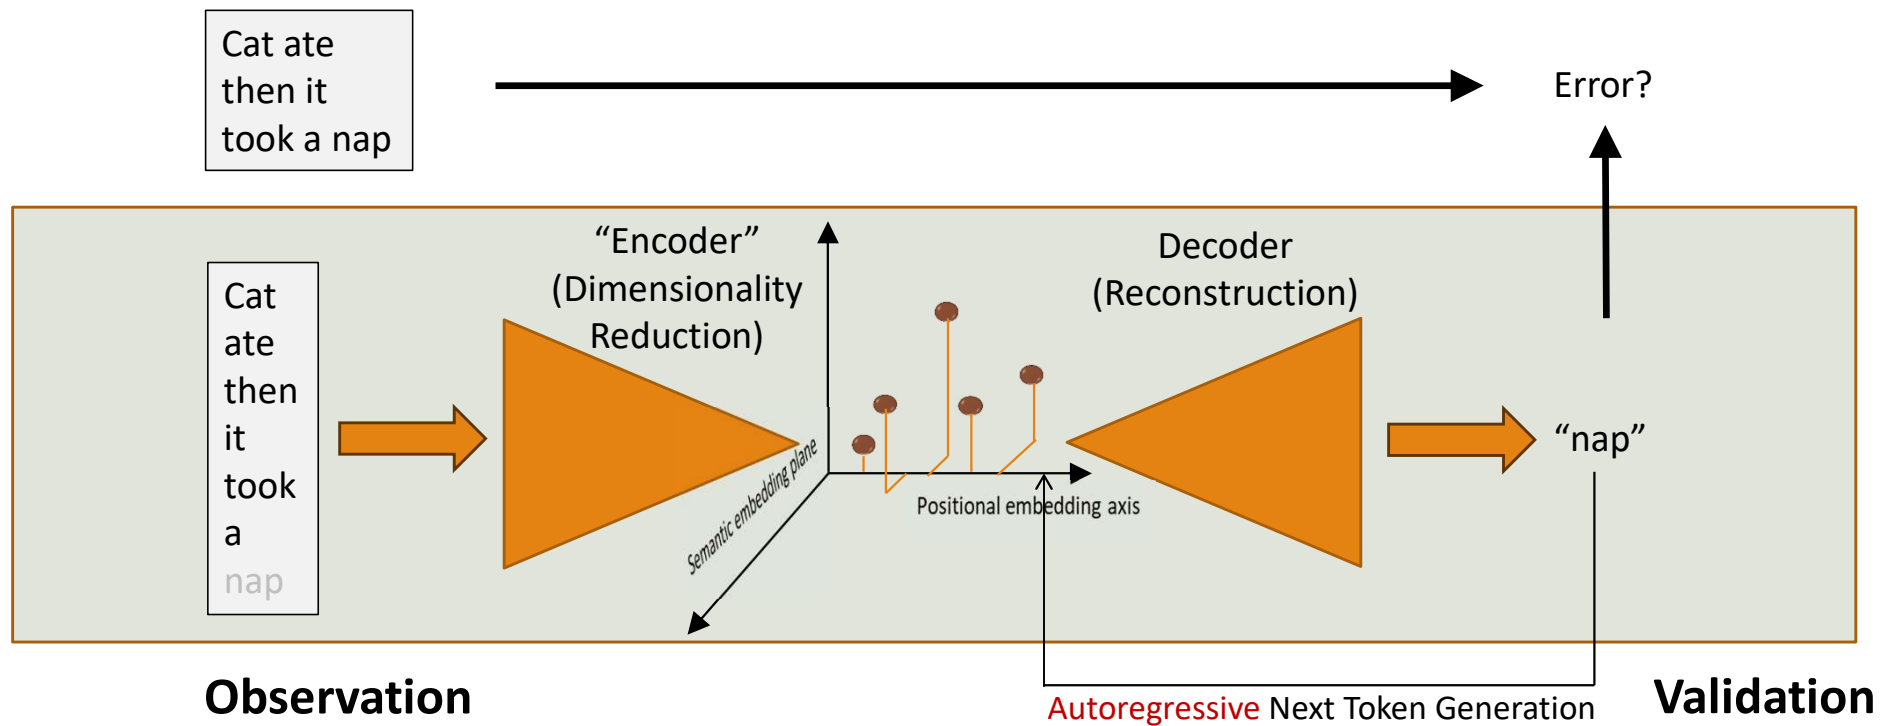 Cat ate
then it
took a nap
Error?
“Encoder”
(Dimensionality
Reduction)
Decoder
(Reconstruction)
Cat
ate
then
it
took
a
nap
Semantic embedding plane
Positional embedding axis
“nap”
Observation
Autoregressive Next Token Generation
Validation